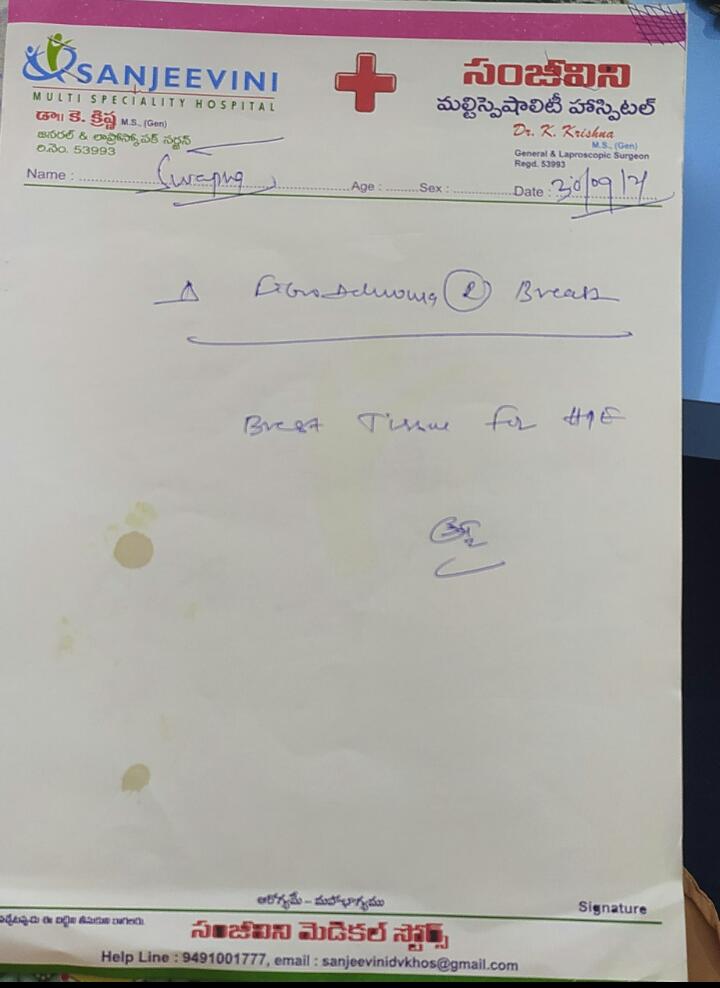 SANJEEVINI
MULTI SPECIALITY HOSPITAL
డా॥ కె. క్రిష్ణ M.S., (Gen)
జనరల్ & లాప్రోస్కోపిక్ సర్జన్
రి.నెం. 53993
సంజీవిని
మల్టిస్పెషాలిటీ హాస్పిటల్
Dr. K. Krishna
M.S., (Gen)
General & Laproscopic Surgeon
Regd. 53993
Name : Swapna Age : Sex : Date : 30/09/21
Breast
Breast Tissue for HPE
ఆరోగ్యమే - మహాభాగ్యము
Signature
ఈ చిట్టిని తీసుకుని రాగలరు.
సంజీవిని మెడికల్ స్టోర్స్
Help Line : 9491001777, email : sanjeevinidvkhos@gmail.com